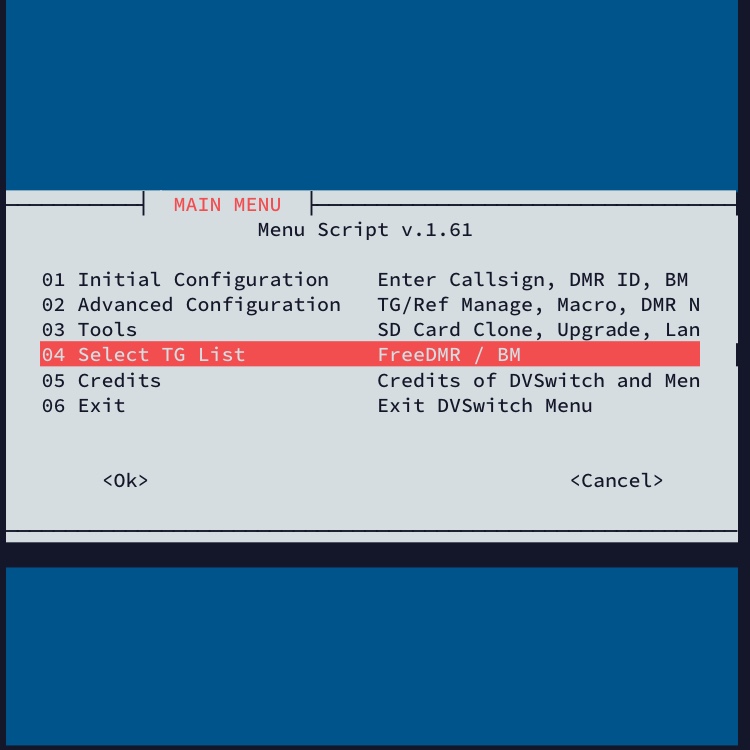 MAIN MENU
Menu Script v.1.61
01 Initial Configuration Enter Callsign, DMR ID, BM
02 Advanced Configuration TG/Ref Manage, Macro, DMR N
03 Tools SD Card Clone, Upgrade, Lan
04 Select TG List FreeDMR / BM
05 Credits Credits of DVSwitch and Men
06 Exit Exit DVSwitch Menu
<Ok> <Cancel>